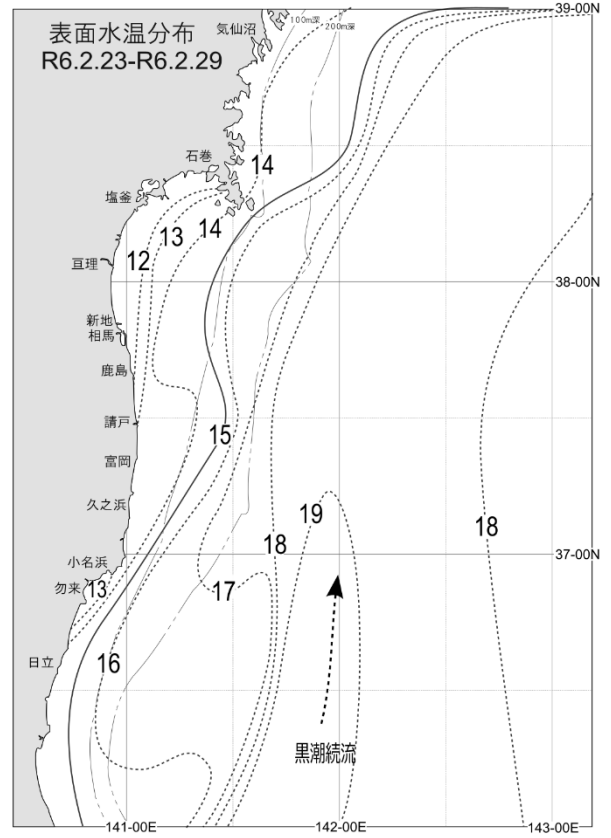 表面水温分布
R6.2.23-R6.2.29
39-00N
気仙沼
100m深
200m深
石巻
14
塩釜
13
14
12
亘理
38-00N
新地
相馬
鹿島
請戸
15
富岡
久之浜
19
18
18
37-00N
小名浜
勿来
13
17
日立
16
黒潮続流
141-00E
142-00E
143-00E